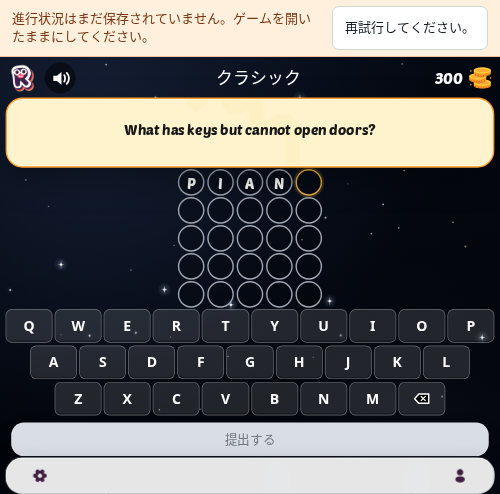 進行状況はまだ保存されていません。ゲームを開い
たままにしてください。
再試行してください。
クラシック
300
What has keys but cannot open doors?
P I A N
Q W E R T Y U I O P
A S D F G H J K L
Z X C V B N M
提出する